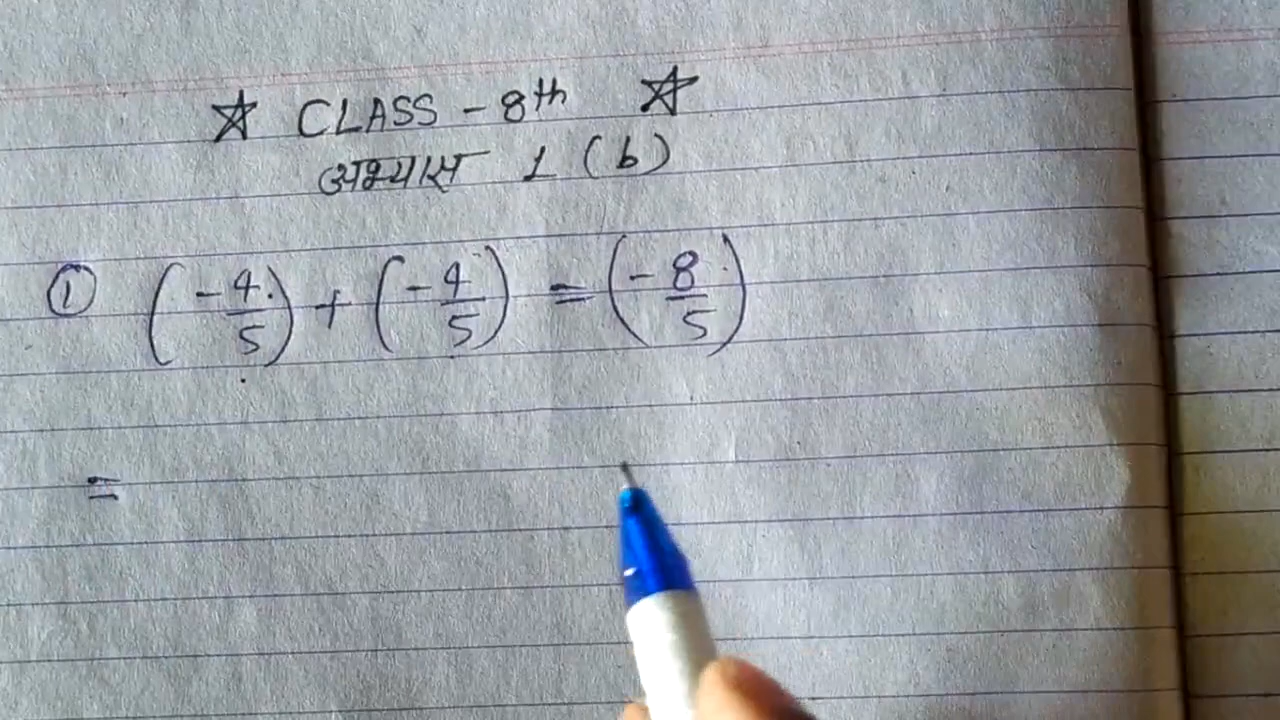 ☆ CLASS - 8th ☆
अभ्यास 1 (b)
① (-4/5) + (-4/5) = (-8/5)
=